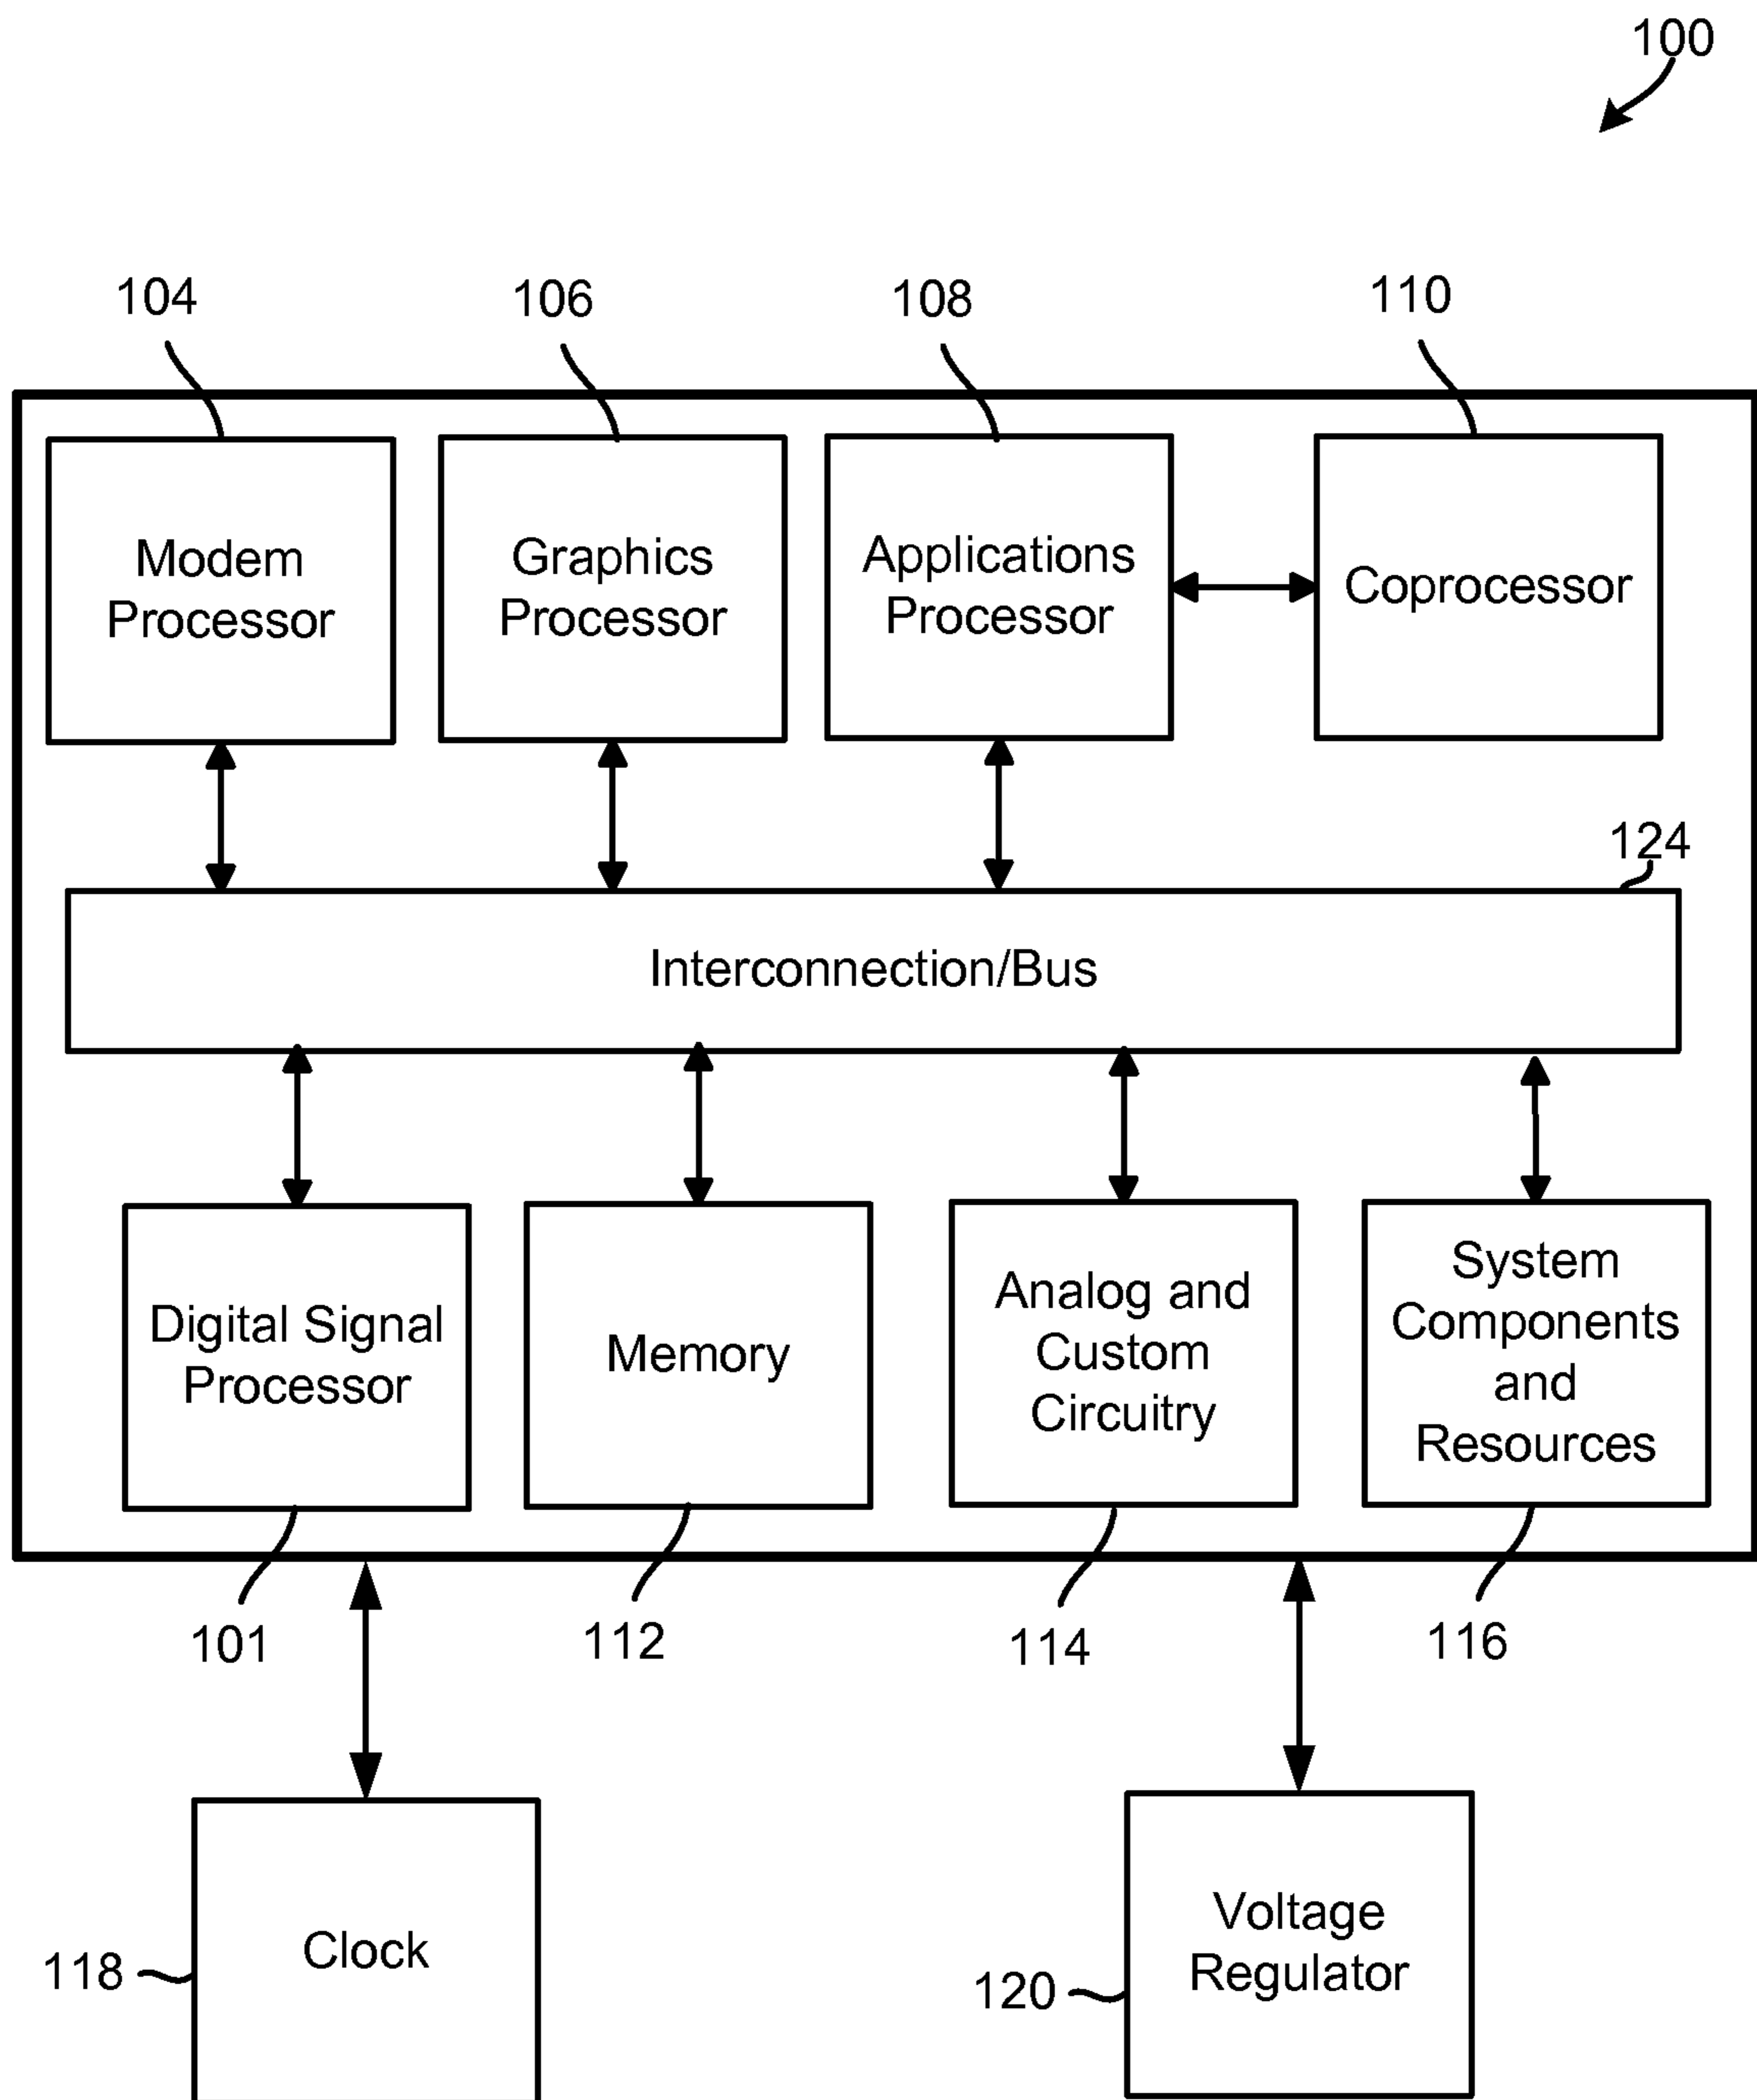 100
104
106
108
110
Modem
Processor
Graphics
Processor
Applications
Processor
Coprocessor
124
Interconnection/Bus
Digital Signal
Processor
Memory
Analog and
Custom
Circuitry
System
Components
and
Resources
101
112
114
116
118
Clock
120
Voltage
Regulator